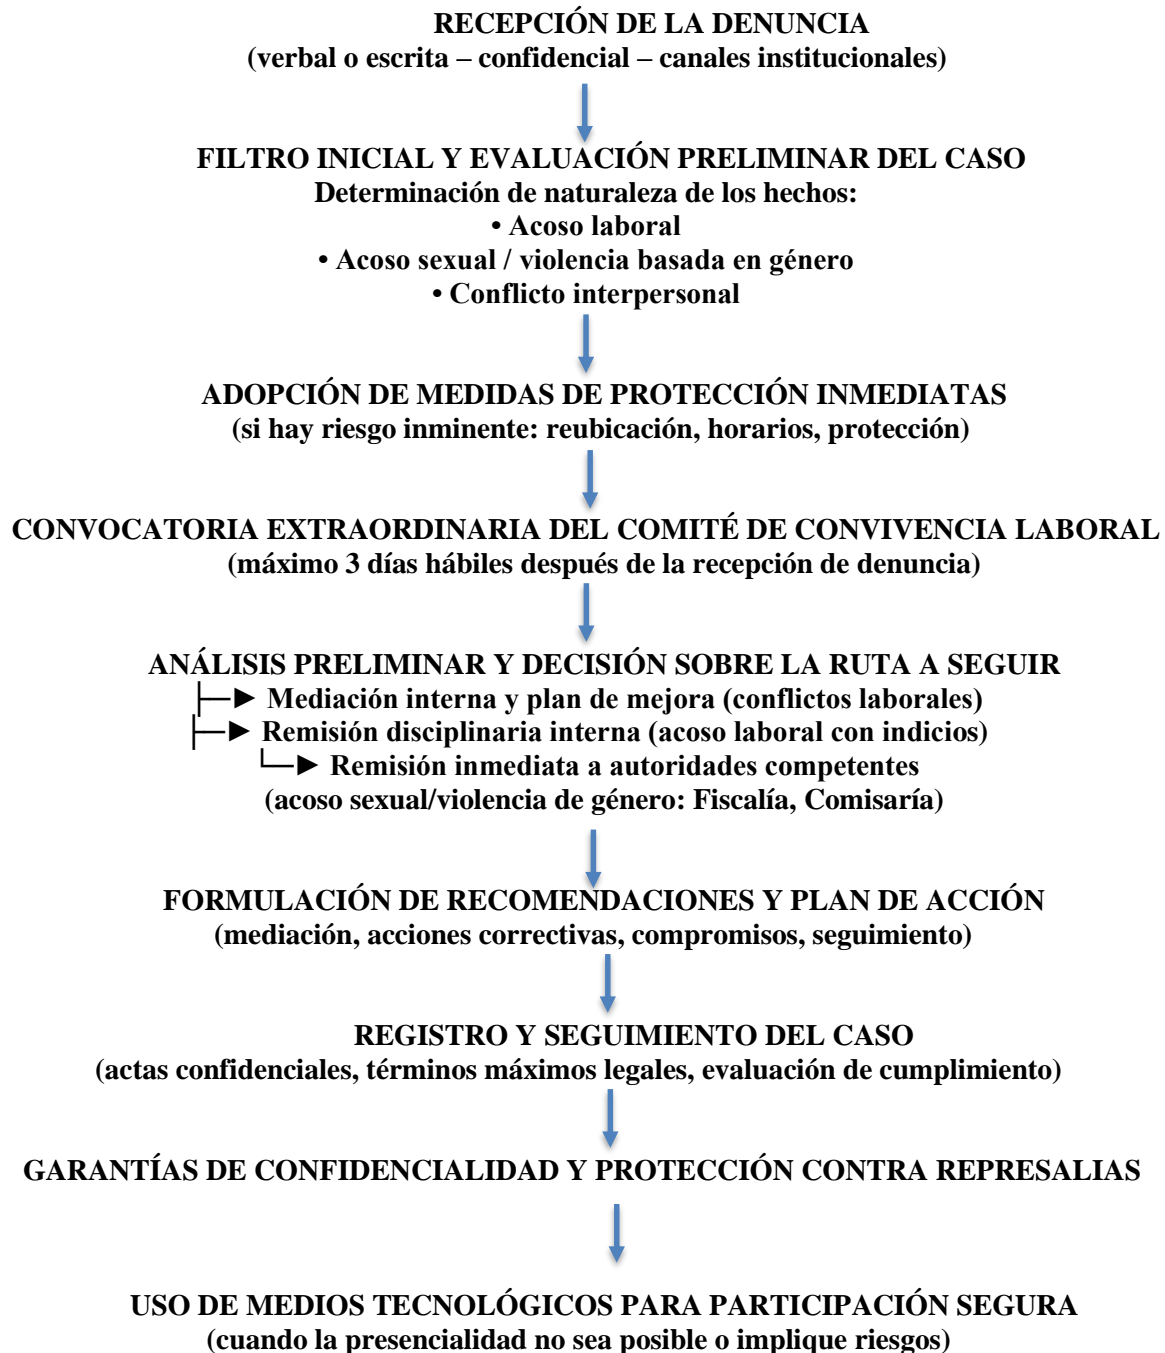 RECEPCIÓN DE LA DENUNCIA
(verbal o escrita – confidencial – canales institucionales)
FILTRO INICIAL Y EVALUACIÓN PRELIMINAR DEL CASO
Determinación de naturaleza de los hechos:
• Acoso laboral
• Acoso sexual / violencia basada en género
• Conflicto interpersonal
ADOPCIÓN DE MEDIDAS DE PROTECCIÓN INMEDIATAS
(si hay riesgo inminente: reubicación, horarios, protección)
CONVOCATORIA EXTRAORDINARIA DEL COMITÉ DE CONVIVENCIA LABORAL
(máximo 3 días hábiles después de la recepción de denuncia)
ANÁLISIS PRELIMINAR Y DECISIÓN SOBRE LA RUTA A SEGUIR
├─► Mediación interna y plan de mejora (conflictos laborales)
├─► Remisión disciplinaria interna (acoso laboral con indicios)
└─► Remisión inmediata a autoridades competentes
(acoso sexual/violencia de género: Fiscalía, Comisaría)
FORMULACIÓN DE RECOMENDACIONES Y PLAN DE ACCIÓN
(mediación, acciones correctivas, compromisos, seguimiento)
REGISTRO Y SEGUIMIENTO DEL CASO
(actas confidenciales, términos máximos legales, evaluación de cumplimiento)
GARANTÍAS DE CONFIDENCIALIDAD Y PROTECCIÓN CONTRA REPRESALIAS
USO DE MEDIOS TECNOLÓGICOS PARA PARTICIPACIÓN SEGURA
(cuando la presencialidad no sea posible o implique riesgos)